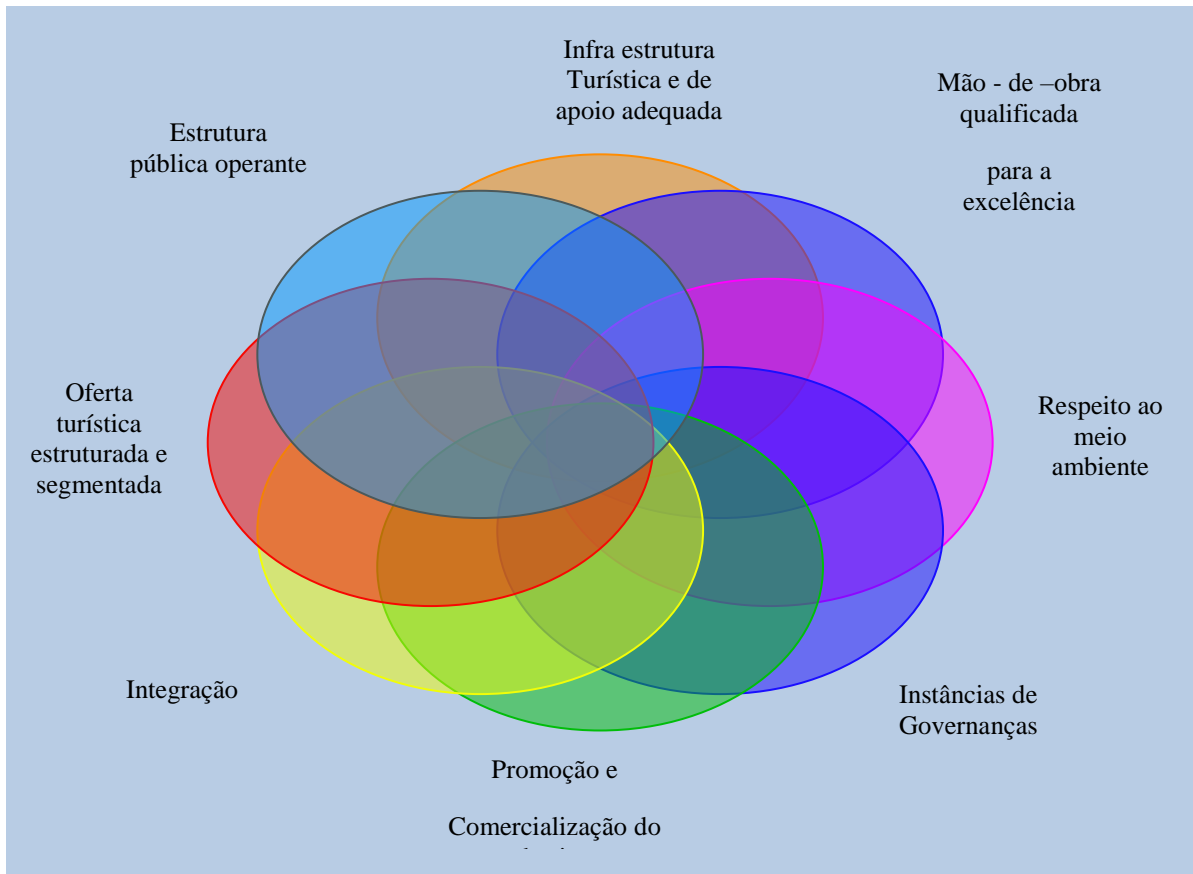 Infra estrutura
Turística e de
apoio adequada
Mão - de –obra
qualificada
para a
excelência
Estrutura
pública operante
Oferta
turística
estruturada e
segmentada
Respeito ao
meio
ambiente
Integração
Instâncias de
Governanças
Promoção e
Comercialização do